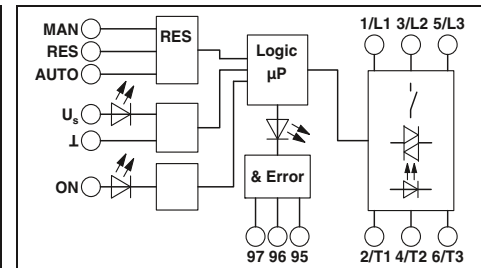 MAN
RES
AUTO
RES
Us
⊥
ON
Logic
µP
& Error
97 96 95
1/L1 3/L2 5/L3
2/T1 4/T2 6/T3